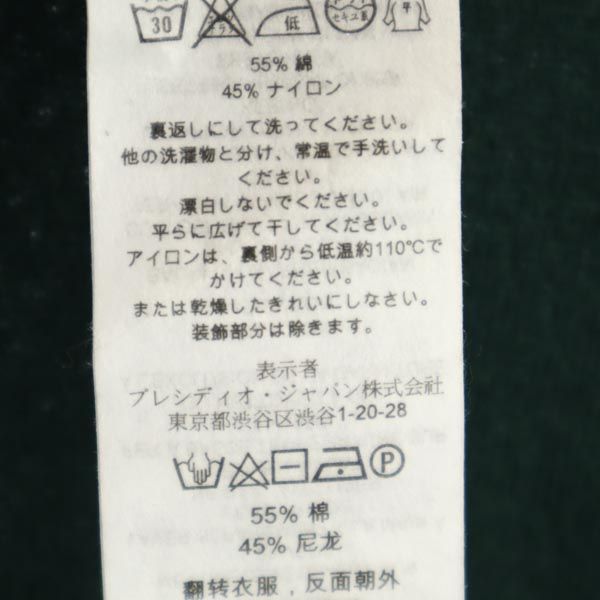 30
低
セキユ系
平
55% 綿
45% ナイロン
裏返しにして洗ってください。
他の洗濯物と分け、常温で手洗いして
ください。
漂白しないでください。
平らに広げて干してください。
アイロンは、裏側から低温約110℃で
かけてください。
または乾燥したきれいにしなさい。
装飾部分は除きます。
表示者
プレシディオ・ジャパン株式会社
東京都渋谷区渋谷1-20-28
P
55% 棉
45% 尼龙
翻转衣服，反面朝外